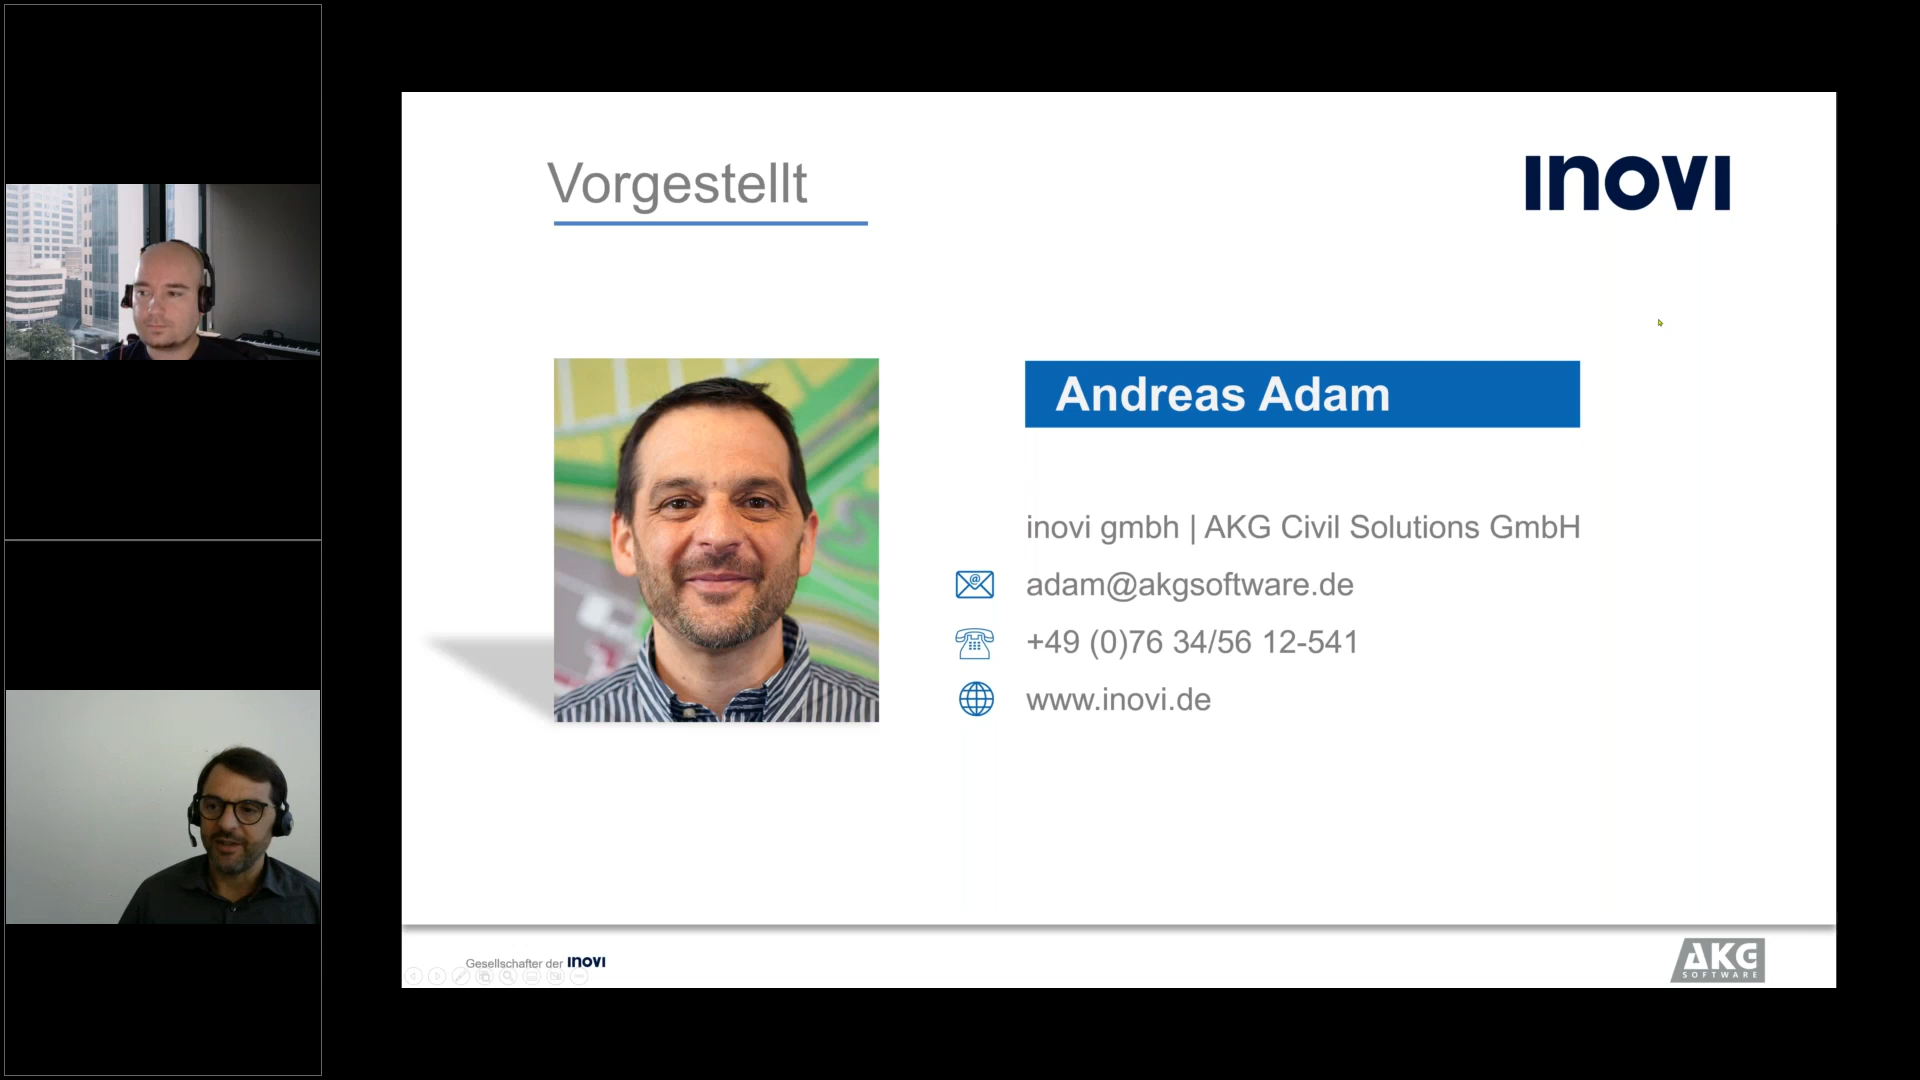 Vorgestellt
inovi
Andreas Adam
inovi gmbh | AKG Civil Solutions GmbH
adam@akgsoftware.de
+49 (0)76 34/56 12-541
www.inovi.de
Gesellschafter der inovi
AKG
SOFTWARE